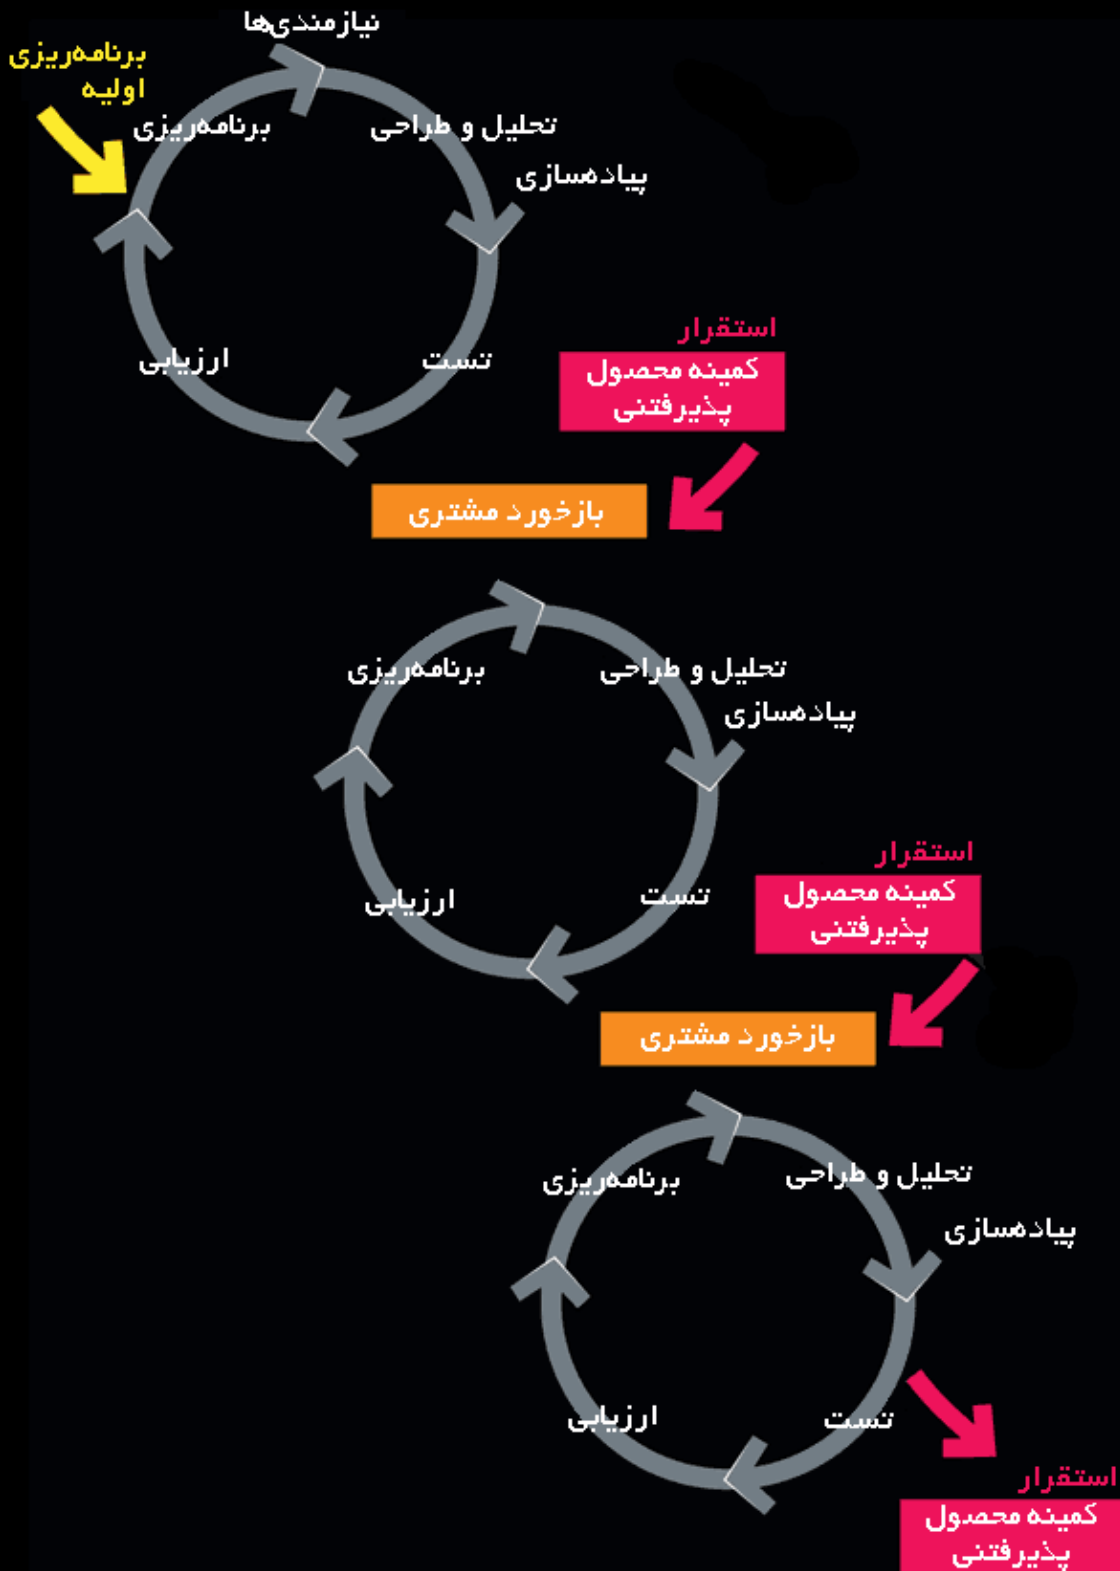 نیازمندی‌ها
برنامه‌ریزی
اولیه
برنامه‌ریزی
تحلیل و طراحی
پیاده‌سازی
تست
ارزیابی
استقرار
کمینه محصول
پذیرفتنی
بازخورد مشتری
برنامه‌ریزی
تحلیل و طراحی
پیاده‌سازی
تست
ارزیابی
استقرار
کمینه محصول
پذیرفتنی
بازخورد مشتری
برنامه‌ریزی
تحلیل و طراحی
پیاده‌سازی
تست
ارزیابی
استقرار
کمینه محصول
پذیرفتنی